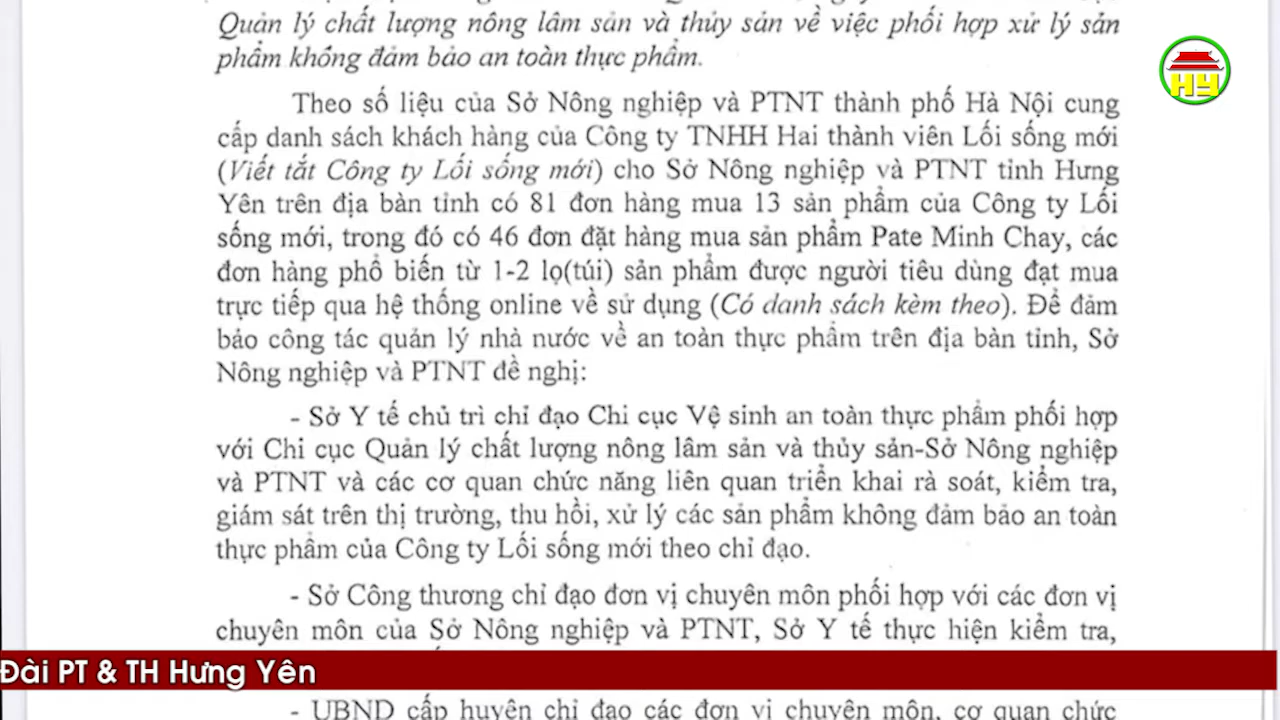 Quản lý chất lượng nông lâm sản và thủy sản về việc phối hợp xử lý sản
phẩm không đảm bảo an toàn thực phẩm.
Theo số liệu của Sở Nông nghiệp và PTNT thành phố Hà Nội cung
cấp danh sách khách hàng của Công ty TNHH Hai thành viên Lối sống mới
(Viết tắt Công ty Lối sống mới) cho Sở Nông nghiệp và PTNT tỉnh Hưng
Yên trên địa bàn tỉnh có 81 đơn hàng mua 13 sản phẩm của Công ty Lối
sống mới, trong đó có 46 đơn đặt hàng mua sản phẩm Pate Minh Chay, các
đơn hàng phổ biến từ 1-2 lọ(túi) sản phẩm được người tiêu dùng đạt mua
trực tiếp qua hệ thống online về sử dụng (Có danh sách kèm theo). Để đảm
bảo công tác quản lý nhà nước về an toàn thực phẩm trên địa bàn tỉnh, Sở
Nông nghiệp và PTNT đề nghị:
- Sở Y tế chủ trì chỉ đạo Chi cục Vệ sinh an toàn thực phẩm phối hợp
với Chi cục Quản lý chất lượng nông lâm sản và thủy sản-Sở Nông nghiệp
và PTNT và các cơ quan chức năng liên quan triển khai rà soát, kiểm tra,
giám sát trên thị trường, thu hồi, xử lý các sản phẩm không đảm bảo an toàn
thực phẩm của Công ty Lối sống mới theo chỉ đạo.
- Sở Công thương chỉ đạo đơn vị chuyên môn phối hợp với các đơn vị
chuyên môn của Sở Nông nghiệp và PTNT, Sở Y tế thực hiện kiểm tra,
- UBND cấp huyện chỉ đạo các đơn vị chuyên môn, cơ quan chức
HY
Đài PT & TH Hưng Yên